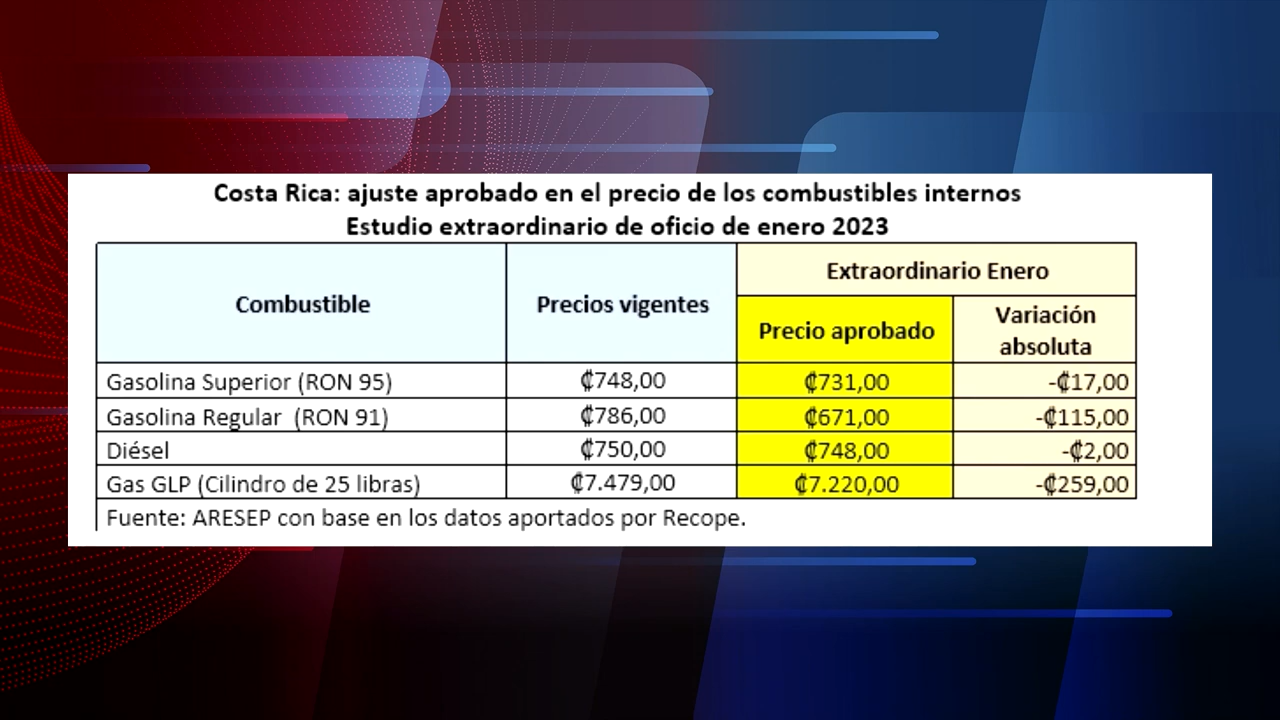 Costa Rica: ajuste aprobado en el precio de los combustibles internos
Estudio extraordinario de oficio de enero 2023
Combustible Precios vigentes Extraordinario Enero
Precio aprobado Variación absoluta
Gasolina Superior (RON 95) ₡748,00 ₡731,00 -₡17,00
Gasolina Regular (RON 91) ₡786,00 ₡671,00 -₡115,00
Diésel ₡750,00 ₡748,00 -₡2,00
Gas GLP (Cilindro de 25 libras) ₡7.479,00 ₡7.220,00 -₡259,00
Fuente: ARESEP con base en los datos aportados por Recope.